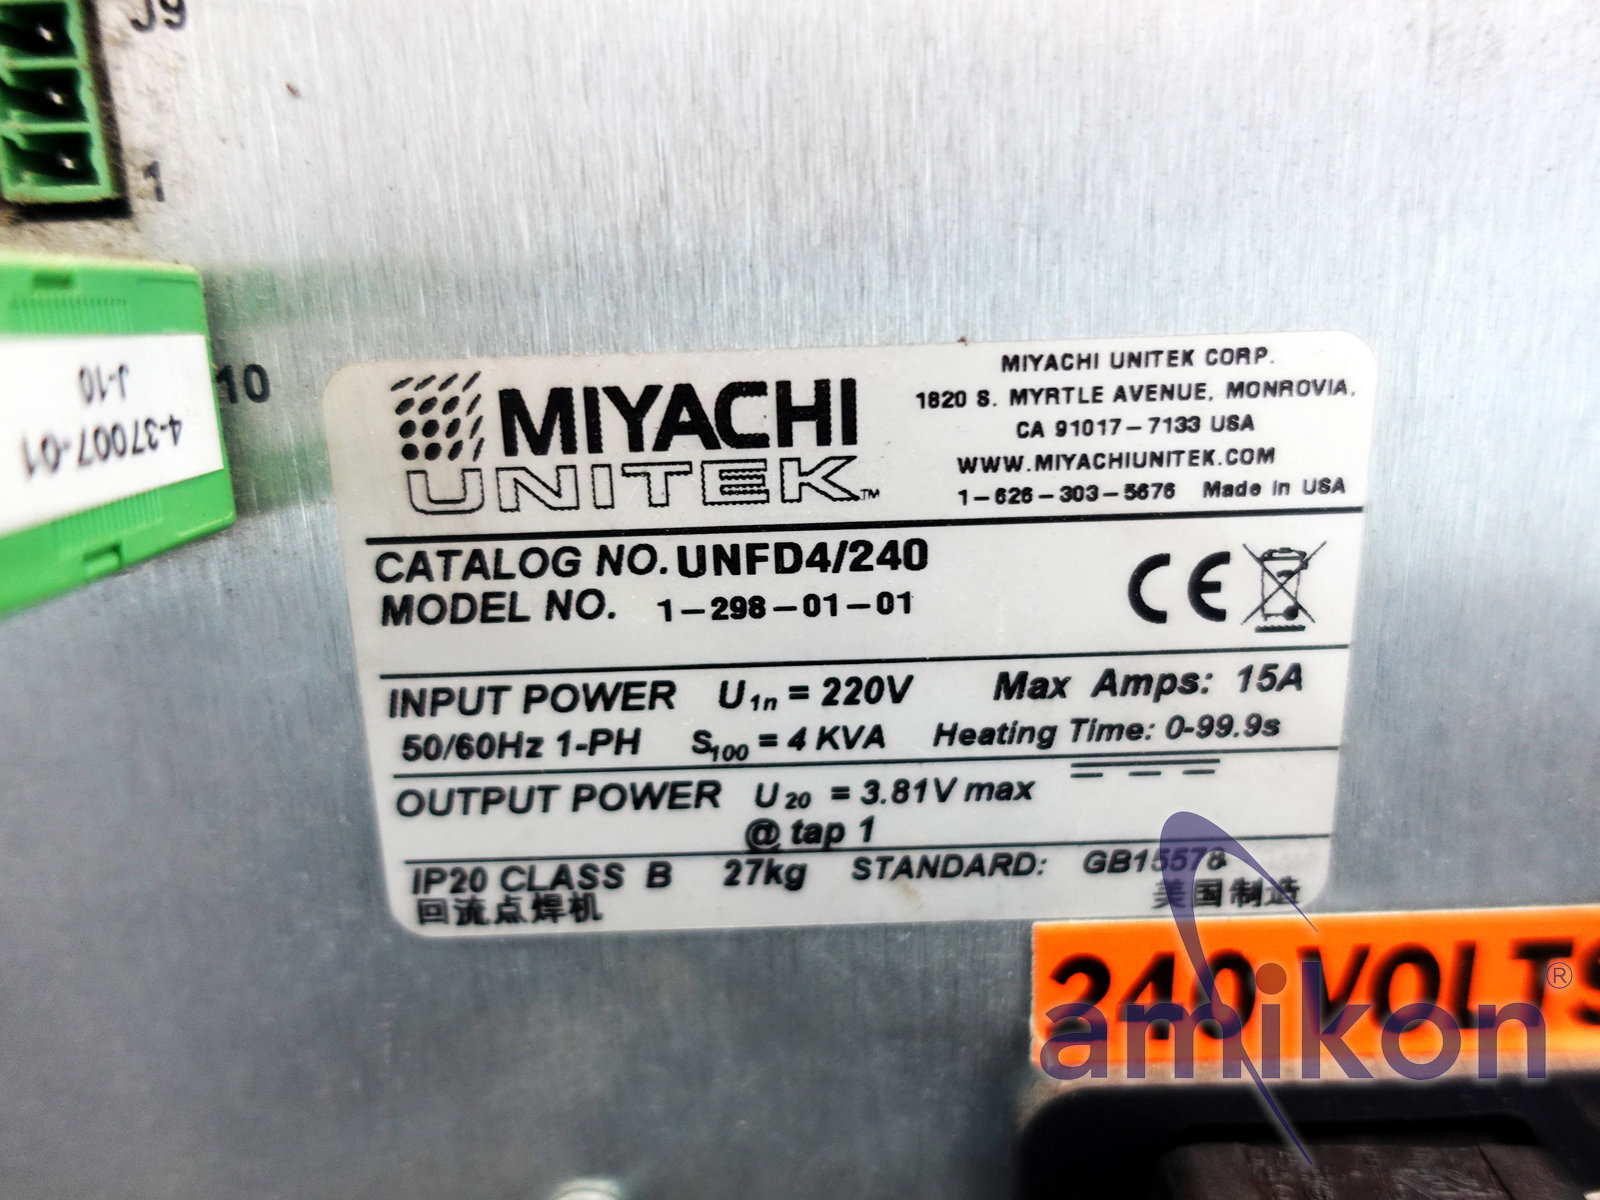 J9
1
J-10
4-37007-01
10
MIYACHI
UNITEK™
MIYACHI UNITEK CORP.
1820 S. MYRTLE AVENUE, MONROVIA,
CA 91017-7133 USA
WWW.MIYACHIUNITEK.COM
1-626-303-5676 Made in USA
CATALOG NO. UNFD4/240
MODEL NO. 1-298-01-01
CE
INPUT POWER U1n = 220V Max Amps: 15A
50/60Hz 1-PH S100 = 4 KVA Heating Time: 0-99.9s
OUTPUT POWER U20 = 3.81V max
@ tap 1
IP20 CLASS B 27kg STANDARD: GB15578
回流点焊机 美国制造
240 VOLTS
amikon®